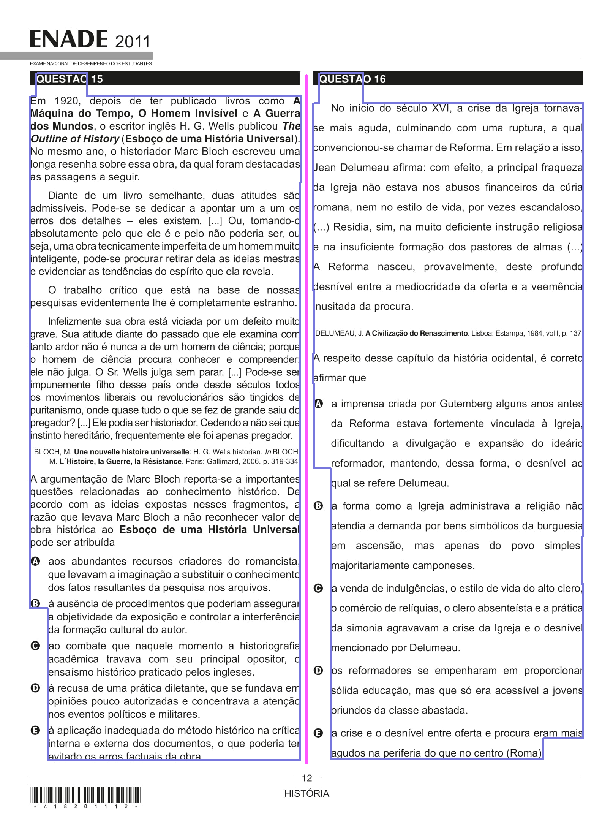 ENADE 2011
EXAME NACIONAL DE DESEMPENHO DOS ESTUDANTES
QUESTÃO 15
Em 1920, depois de ter publicado livros como A
Máquina do Tempo, O Homem Invisível e A Guerra
dos Mundos, o escritor inglês H. G. Wells publicou The
Outline of History (Esboço de uma História Universal).
No mesmo ano, o historiador Marc Bloch escreveu uma
longa resenha sobre essa obra, da qual foram destacadas
as passagens a seguir.
Diante de um livro semelhante, duas atitudes são
admissíveis. Pode-se se dedicar a apontar um a um os
erros dos detalhes – eles existem. [...] Ou, tomando-o
absolutamente pelo que ele é e pelo não poderia ser, ou
seja, uma obra tecnicamente imperfeita de um homem muito
inteligente, pode-se procurar retirar dela as ideias mestras
e evidenciar as tendências do espírito que ela revela.
O trabalho crítico que está na base de nossas
pesquisas evidentemente lhe é completamente estranho.
Infelizmente sua obra está viciada por um defeito muito
grave. Sua atitude diante do passado que ele examina com
tanto ardor não é nunca a de um homem de ciência; porque
o homem de ciência procura conhecer e compreender;
ele não julga. O Sr. Wells julga sem parar. [...] Pode-se ser
impunemente filho desse país onde desde séculos todos
os movimentos liberais ou revolucionários são tingidos de
puritanismo, onde quase tudo o que se fez de grande saiu do
pregador? [...] Ele podia ser historiador. Cedendo a não sei que
instinto hereditário, frequentemente ele foi apenas pregador.
BLOCH, M. Une nouvelle histoire universelle: H. G. Wells historian. In BLOCH,
M. L´Histoire, la Guerre, la Résistance. Paris: Gallimard, 2006. p. 319-334.
A argumentação de Marc Bloch reporta-se a importantes
questões relacionadas ao conhecimento histórico. De
acordo com as ideias expostas nesses fragmentos, a
razão que levava Marc Bloch a não reconhecer valor de
obra histórica ao Esboço de uma História Universal
pode ser atribuída
A aos abundantes recursos criadores do romancista,
que levavam a imaginação a substituir o conhecimento
dos fatos resultantes da pesquisa nos arquivos.
B à ausência de procedimentos que poderiam assegurar
a objetividade da exposição e controlar a interferência
da formação cultural do autor.
C ao combate que naquele momento a historiografia
acadêmica travava com seu principal opositor, o
ensaísmo histórico praticado pelos ingleses.
D à recusa de uma prática diletante, que se fundava em
opiniões pouco autorizadas e concentrava a atenção
nos eventos políticos e militares.
E à aplicação inadequada do método histórico na crítica
interna e externa dos documentos, o que poderia ter
evitado os erros factuais da obra.
QUESTÃO 16
No início do século XVI, a crise da Igreja tornava-
se mais aguda, culminando com uma ruptura, a qual
convencionou-se chamar de Reforma. Em relação a isso,
Jean Delumeau afirma: com efeito, a principal fraqueza
da Igreja não estava nos abusos financeiros da cúria
romana, nem no estilo de vida, por vezes escandaloso,
(...) Residia, sim, na muito deficiente instrução religiosa
e na insuficiente formação dos pastores de almas (...)
A Reforma nasceu, provavelmente, deste profundo
desnível entre a mediocridade da oferta e a veemência
inusitada da procura.
DELUMEAU, J. A Civilização do Renascimento. Lisboa: Estampa, 1984, vol I, p. 137.
A respeito desse capítulo da história ocidental, é correto
afirmar que
A a imprensa criada por Gutemberg alguns anos antes
da Reforma estava fortemente vinculada à Igreja,
dificultando a divulgação e expansão do ideário
reformador, mantendo, dessa forma, o desnível ao
qual se refere Delumeau.
B a forma como a Igreja administrava a religião não
atendia a demanda por bens simbólicos da burguesia
em ascensão, mas apenas do povo simples,
majoritariamente camponeses.
C a venda de indulgências, o estilo de vida do alto clero,
o comércio de relíquias, o clero absenteísta e a prática
da simonia agravavam a crise da Igreja e o desnível
mencionado por Delumeau.
D os reformadores se empenharam em proporcionar
sólida educação, mas que só era acessível a jovens
oriundos da classe abastada.
E a crise e o desnível entre oferta e procura eram mais
agudos na periferia do que no centro (Roma).
12
HISTÓRIA